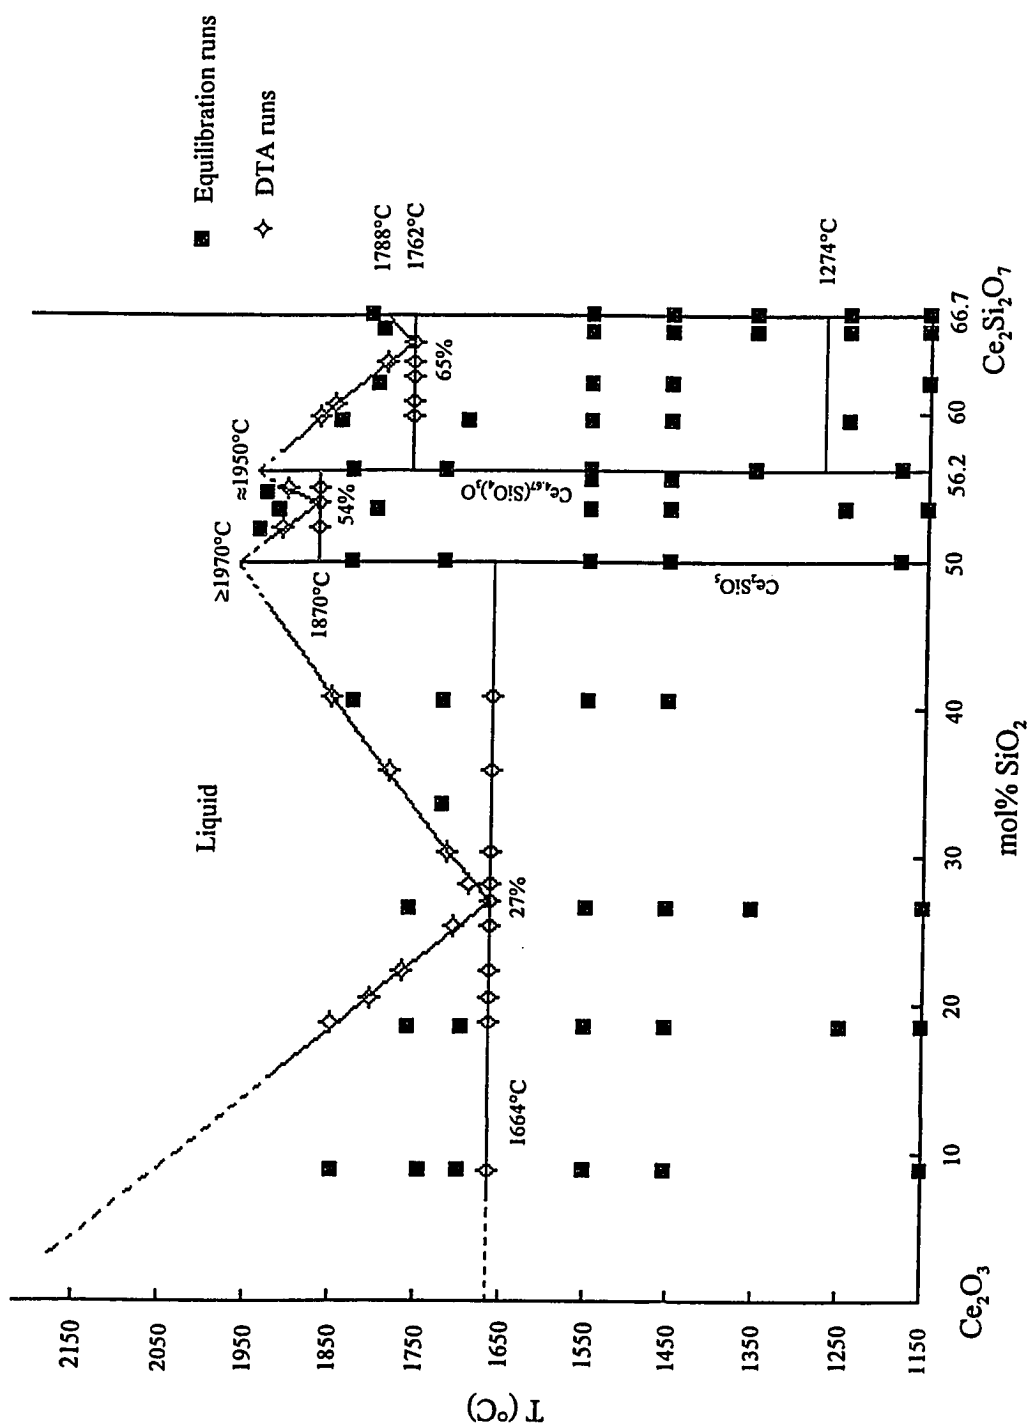 ■ Equilibration runs
✧ DTA runs
≥1970°C
≈1950°C
1788°C
1762°C
1870°C
54%
65%
Liquid
27%
1664°C
1274°C
Ce₄.₆₇(SiO₄)₃O
Ce₂SiO₅
T (°C)
2150
2050
1950
1850
1750
1650
1550
1450
1350
1250
1150
Ce₂O₃
10
20
30
40
50
56.2
60
66.7
Ce₂Si₂O₇
mol% SiO₂